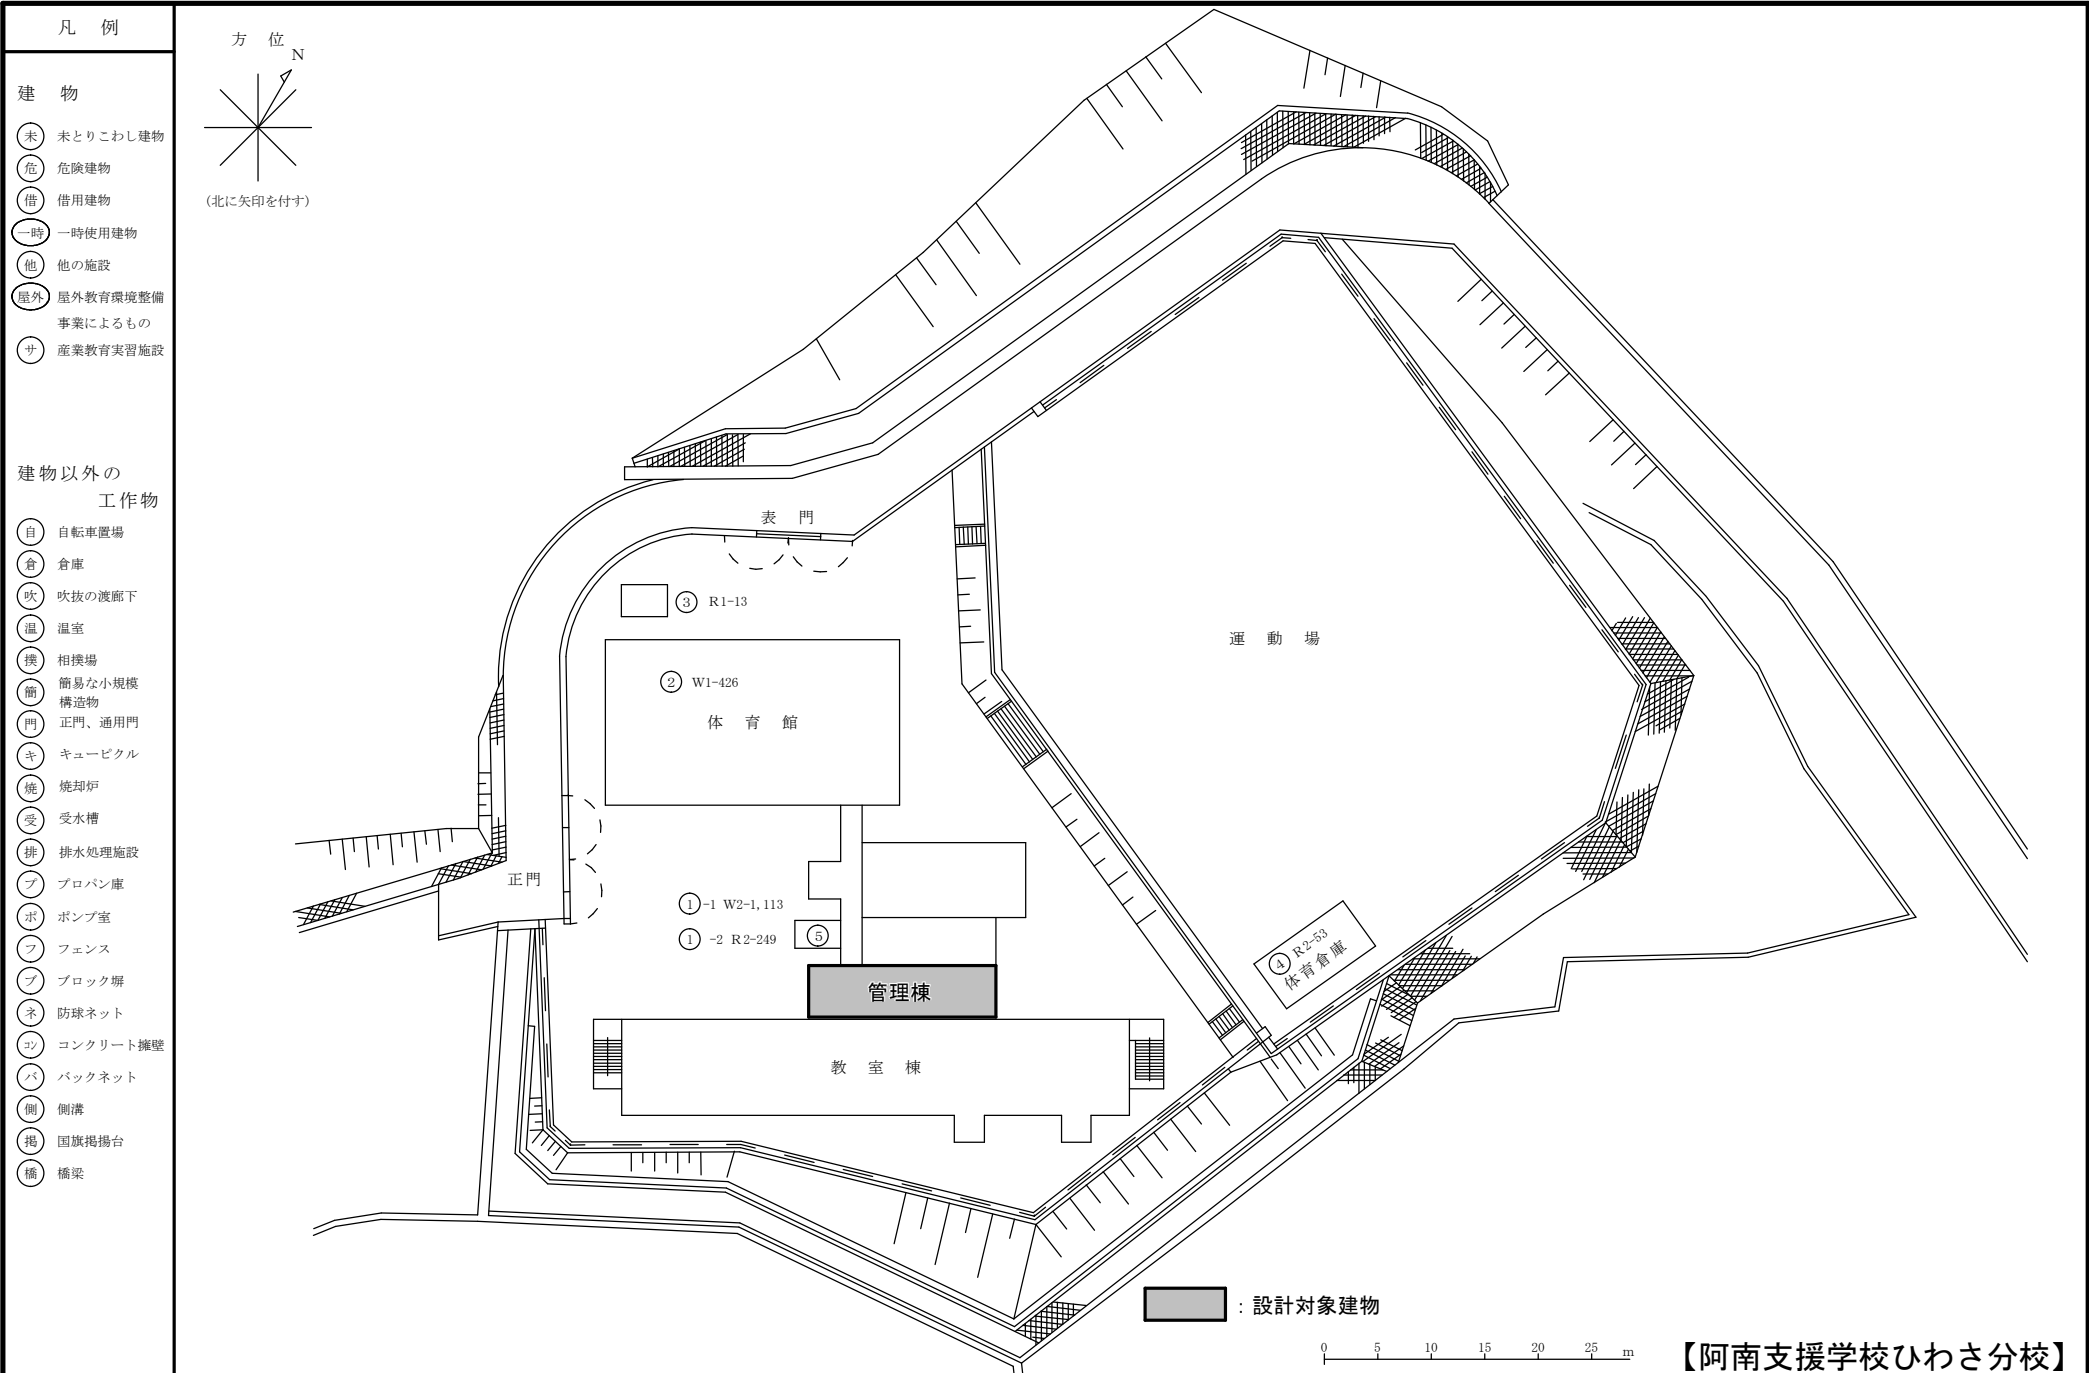 凡 例
建 物
未 未とりこわし建物
危 危険建物
借 借用建物
一時 一時使用建物
他 他の施設
屋外 屋外教育環境整備
事業によるもの
サ 産業教育実習施設
建物以外の
工作物
自 自転車置場
倉 倉庫
吹 吹抜の渡廊下
温 温室
撲 相撲場
簡 簡易な小規模
構造物
門 正門、通用門
キ キュービクル
焼 焼却炉
受 受水槽
排 排水処理施設
プ プロパン庫
ポ ポンプ室
フ フェンス
ブ ブロック塀
ネ 防球ネット
コン コンクリート擁壁
バ バックネット
側 側溝
掲 国旗掲揚台
橋 橋梁
方 位
N
(北に矢印を付す)
表 門
③ R1-13
② W1-426
体 育 館
運 動 場
正門
①-1 W2-1,113
① -2 R2-249
⑤
管理棟
④ R2-53
体育倉庫
教 室 棟
：設計対象建物
0 5 10 15 20 25 m
【阿南支援学校ひわさ分校】